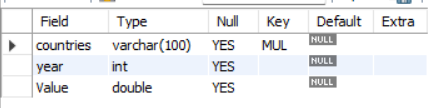 Field Type Null Key Default Extra
countries varchar(100) YES MUL NULL
year int YES NULL
Value double YES NULL